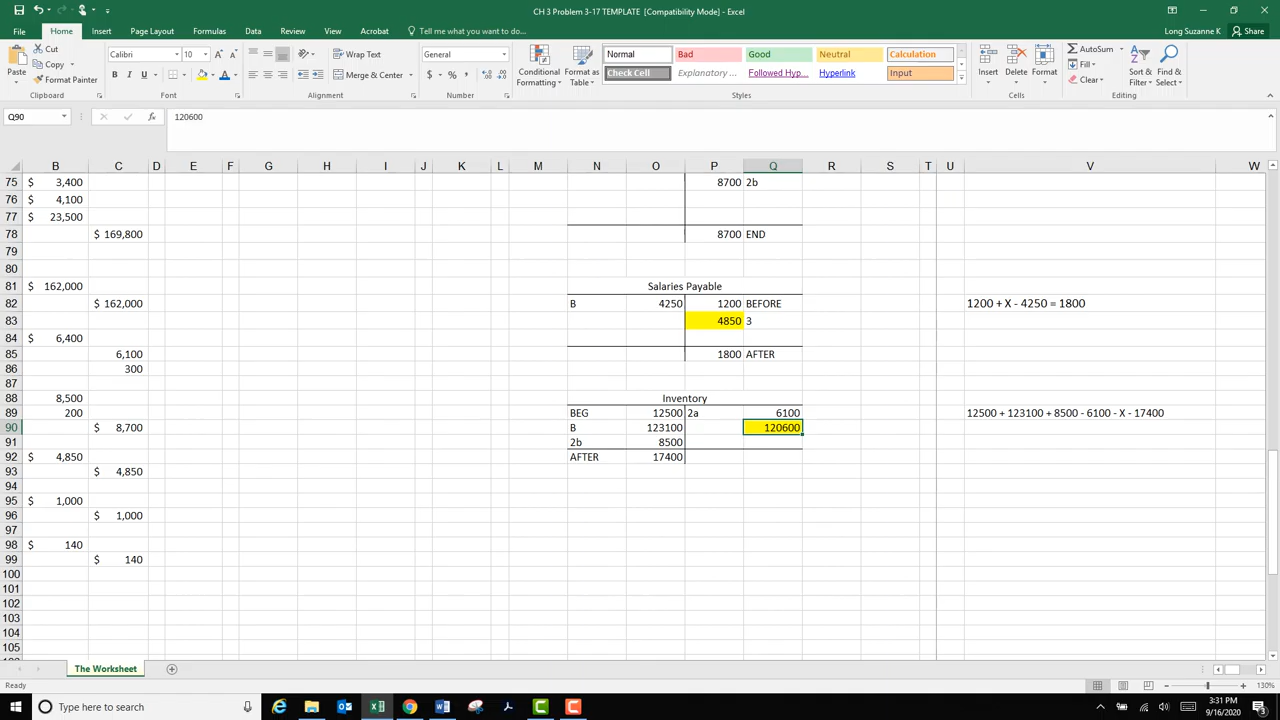 CH 3 Problem 3-17 TEMPLATE [Compatibility Mode] - Excel
File Home Insert Page Layout Formulas Data Review View Help Tell me what you want to do
Long Suzanne K Share
Paste Cut Copy Format Painter Clipboard
Calibri 10 B I U Font
Wrap Text Merge & Center Alignment
General $ % , Number
Conditional Formatting Format as Table
Normal Bad Good Neutral Calculation
Check Cell Explanatory ... Followed Hyp... Hyperlink Input
Styles
Insert Delete Format Cells
AutoSum Fill Clear Sort & Filter Find & Select Editing
Q90 fx 120600
B C D E F G H I J K L M N O P Q R S T U V W
75 $ 3,400 8700 2b
76 $ 4,100
77 $ 23,500
78 $ 169,800 8700 END
79
80
81 $ 162,000 Salaries Payable
82 $ 162,000 B 4250 1200 BEFORE 1200 + X - 4250 = 1800
83 4850 3
84 $ 6,400
85 6,100 1800 AFTER
86 300
87
88 8,500 Inventory
89 200 BEG 12500 2a 6100 12500 + 123100 + 8500 - 6100 - X - 17400
90 $ 8,700 B 123100 120600
91 2b 8500
92 $ 4,850 AFTER 17400
93 $ 4,850
94
95 $ 1,000
96 $ 1,000
97
98 $ 140
99 $ 140
100
101
102
103
104
105
The Worksheet
Ready 130%
Type here to search
3:31 PM
9/16/2020